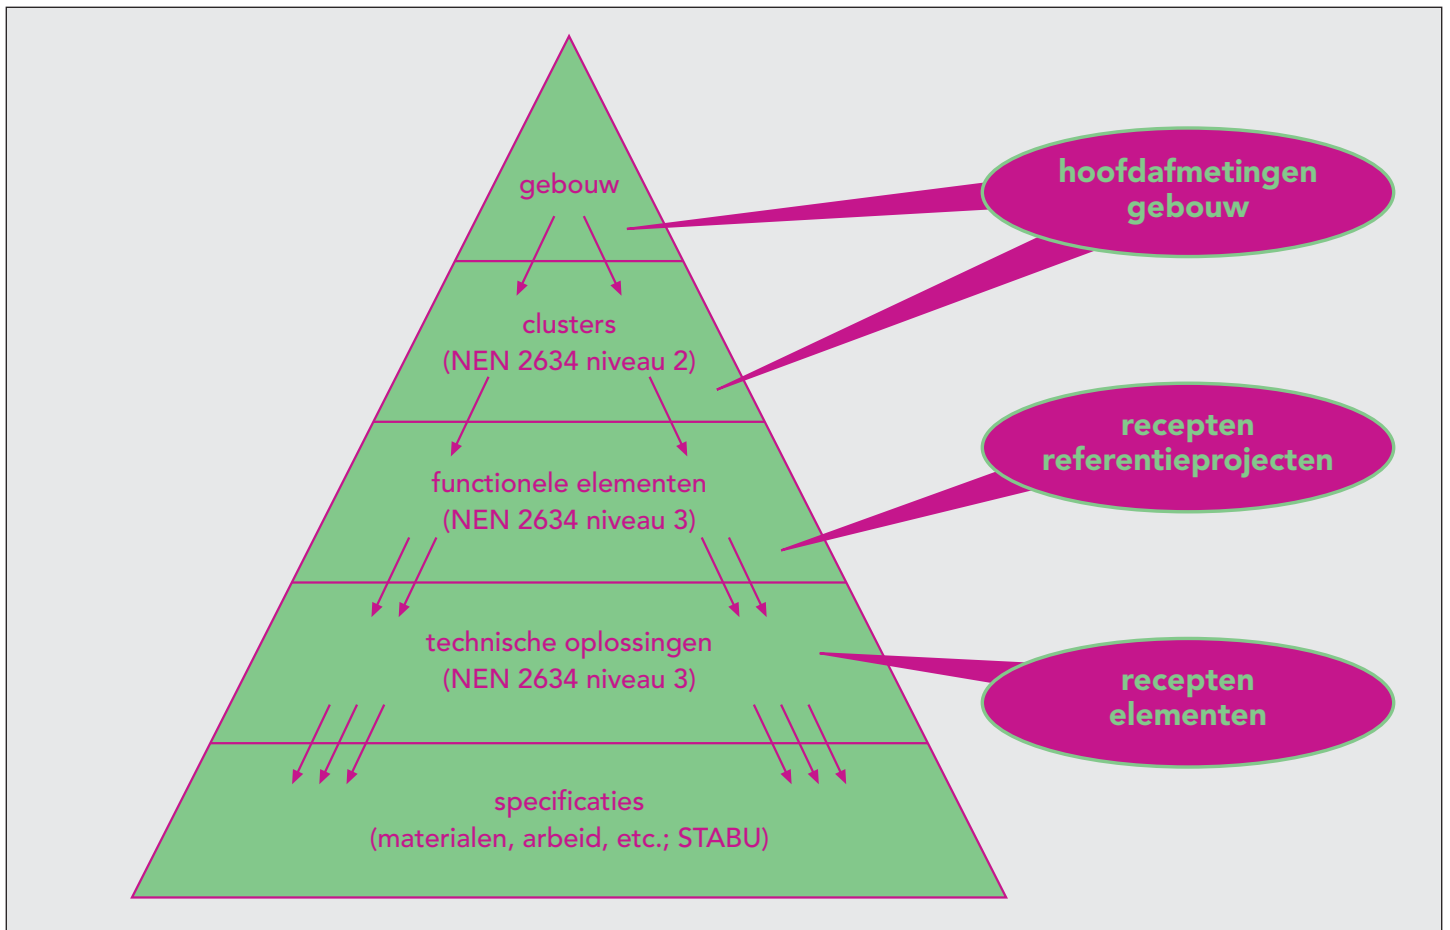 gebouw
clusters
(NEN 2634 niveau 2)
functionele elementen
(NEN 2634 niveau 3)
technische oplossingen
(NEN 2634 niveau 3)
specificaties
(materialen, arbeid, etc.; STABU)
hoofdafmetingen
gebouw
recepten
referentieprojecten
recepten
elementen